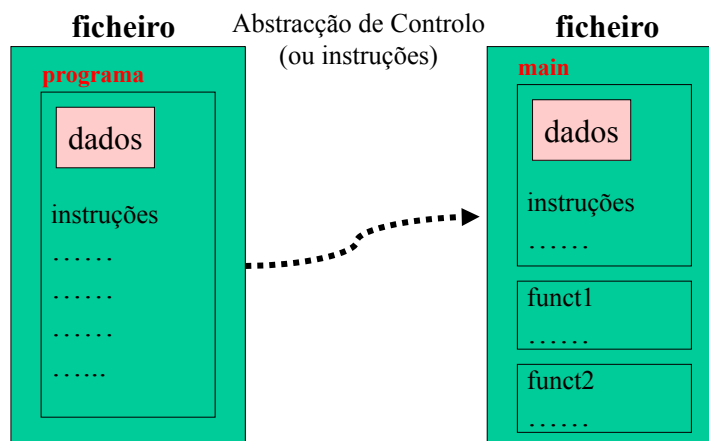 ficheiro
programa
dados
instruções
……
……
……
…...
Abstracção de Controlo
(ou instruções)
ficheiro
main
dados
instruções
……
funct1
……
funct2
……